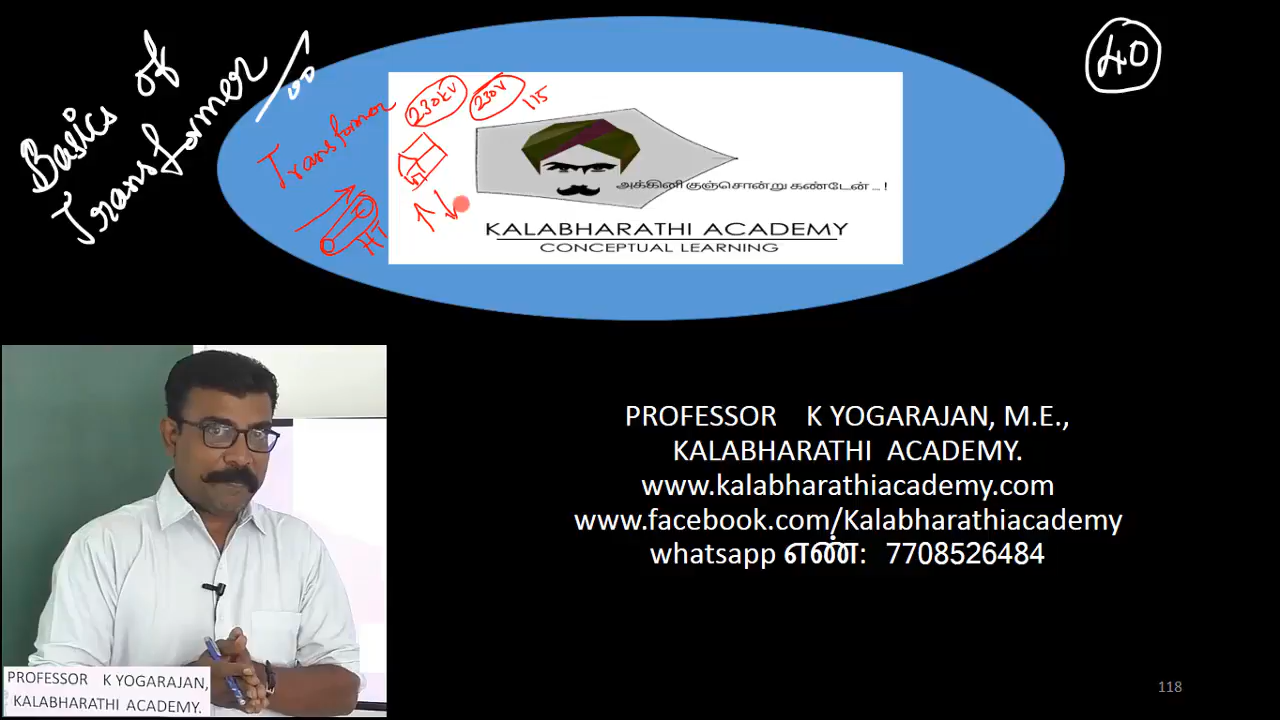 Basics of
Transformer
40
Transformer
230kV
230V
115
HT
அக்கினி குஞ்சொன்று கண்டேன் ...!
KALABHARATHI ACADEMY
CONCEPTUAL LEARNING
PROFESSOR K YOGARAJAN, M.E.,
KALABHARATHI ACADEMY.
www.kalabharathiacademy.com
www.facebook.com/Kalabharathiacademy
whatsapp எண்: 7708526484
PROFESSOR K YOGARAJAN,
KALABHARATHI ACADEMY.
118